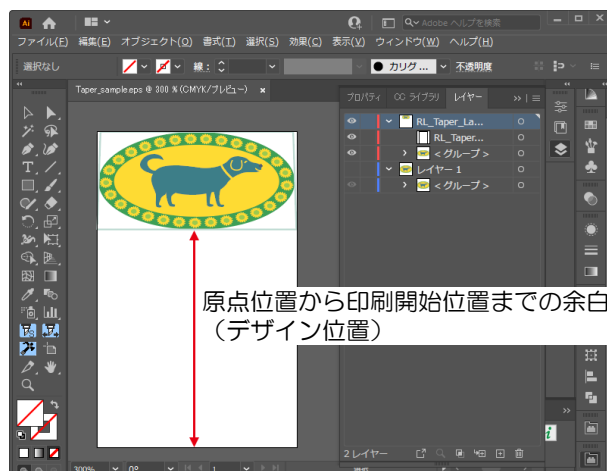 Ai
Adobe ヘルプを検索
ファイル(F) 編集(E) オブジェクト(O) 書式(T) 選択(S) 効果(C) 表示(V) ウィンドウ(W) ヘルプ(H)
選択なし 線: カリグ... 不透明度
Taper_sample.eps @ 300 % (CMYK/プレビュー) ×
プロパティ CC ライブラリ レイヤー
RL_Taper_La...
RL_Taper...
<グループ>
レイヤー 1
<グループ>
原点位置から印刷開始位置までの余白
(デザイン位置)
2 レイヤー
300% 0° 1 選択